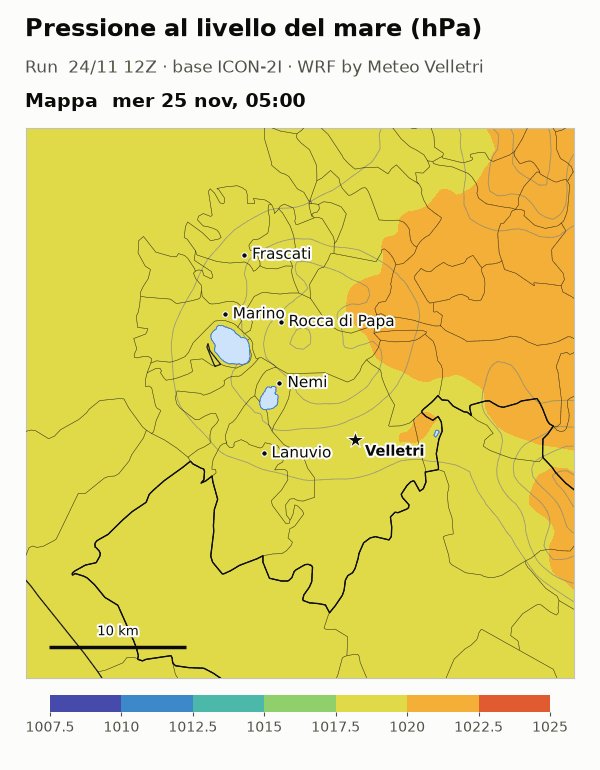 Pressione al livello del mare (hPa)
Run 24/11 12Z · base ICON-2I · WRF by Meteo Velletri
Mappa mer 25 nov, 05:00
Frascati
Marino
Rocca di Papa
Nemi
Velletri
Lanuvio
10 km
1007.5 1010 1012.5 1015 1017.5 1020 1022.5 1025